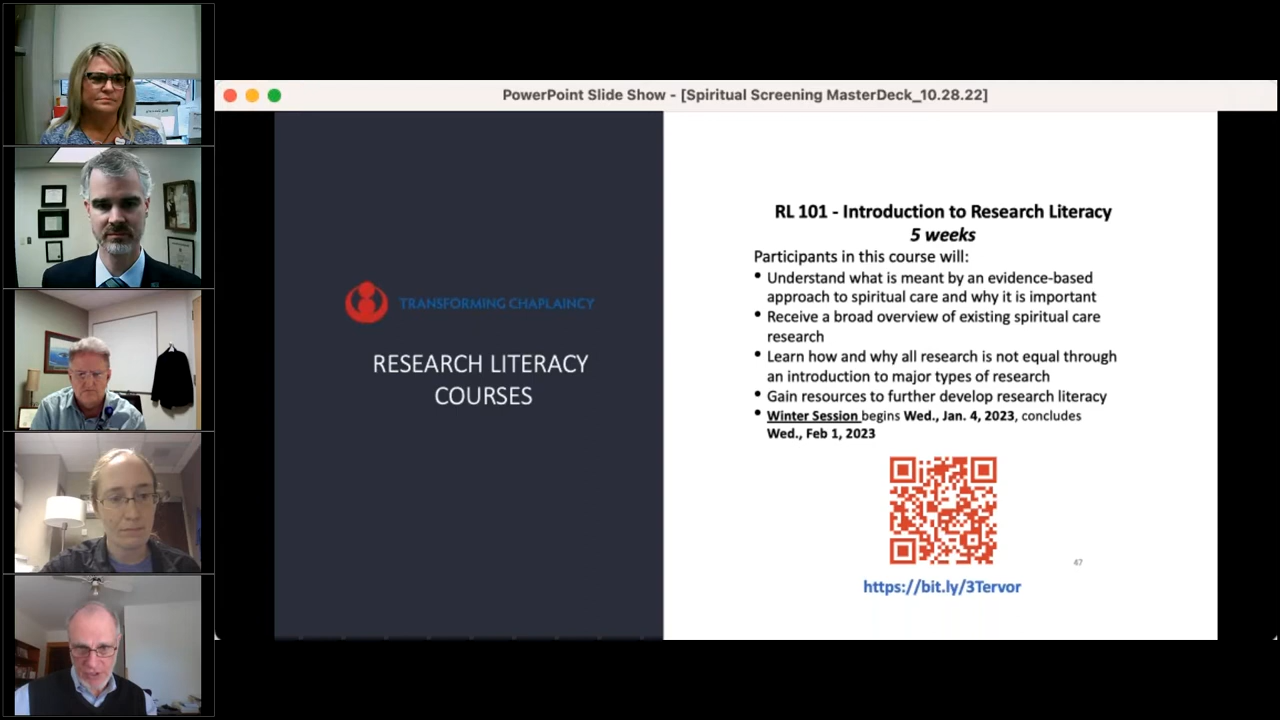 PowerPoint Slide Show - [Spiritual Screening MasterDeck_10.28.22]
TRANSFORMING CHAPLAINCY
RESEARCH LITERACY
COURSES
RL 101 - Introduction to Research Literacy
5 weeks
Participants in this course will:
• Understand what is meant by an evidence-based
approach to spiritual care and why it is important
• Receive a broad overview of existing spiritual care
research
• Learn how and why all research is not equal through
an introduction to major types of research
• Gain resources to further develop research literacy
• Winter Session begins Wed., Jan. 4, 2023, concludes
Wed., Feb 1, 2023
47
https://bit.ly/3Tervor